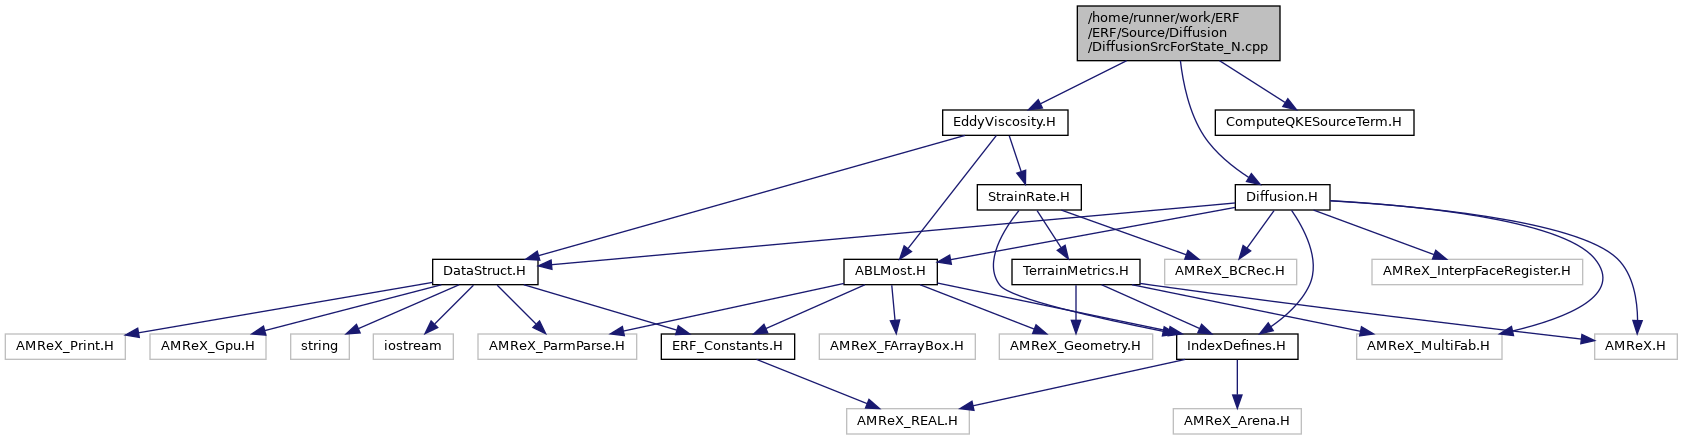 /home/runner/work/ERF
/ERF/Source/Diffusion
/DiffusionSrcForState_N.cpp
EddyViscosity.H
ComputeQKESourceTerm.H
StrainRate.H
Diffusion.H
DataStruct.H
ABLMost.H
TerrainMetrics.H
AMReX_BCRec.H
AMReX_InterpFaceRegister.H
AMReX_Print.H
AMReX_Gpu.H
string
iostream
AMReX_ParmParse.H
ERF_Constants.H
AMReX_FArrayBox.H
AMReX_Geometry.H
IndexDefines.H
AMReX_MultiFab.H
AMReX.H
AMReX_REAL.H
AMReX_Arena.H